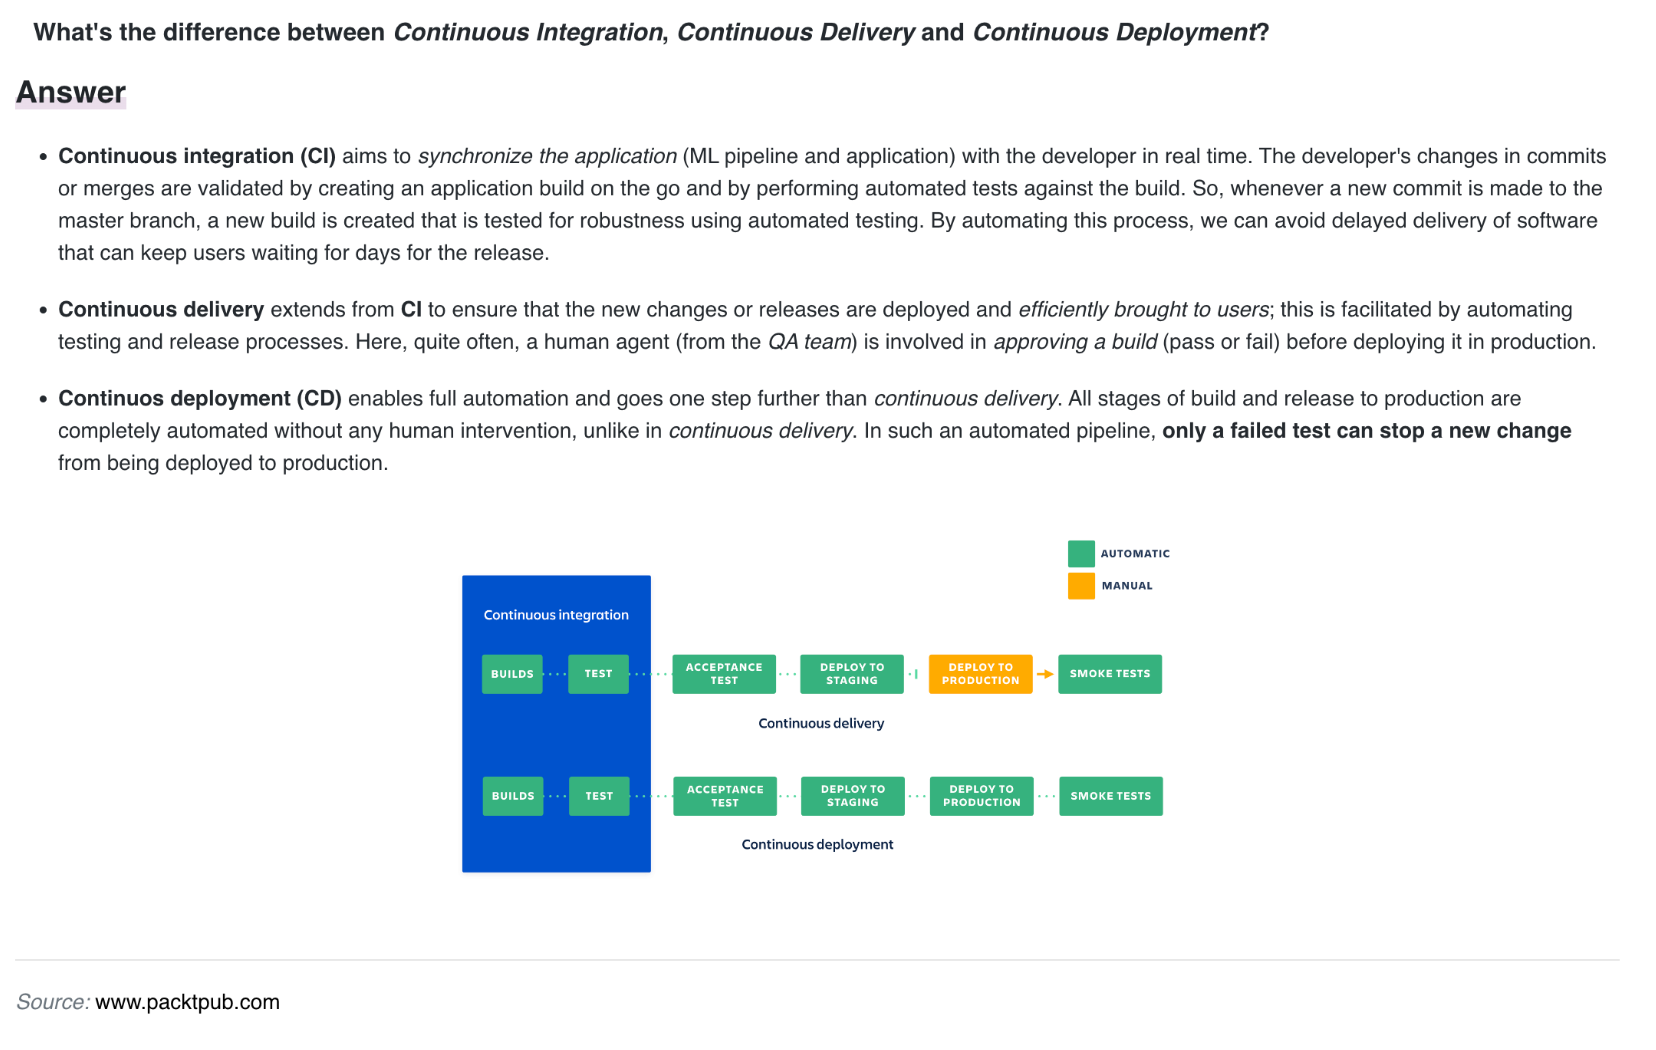 What's the difference between Continuous Integration, Continuous Delivery and Continuous Deployment?
Answer
• Continuous integration (CI) aims to synchronize the application (ML pipeline and application) with the developer in real time. The developer's changes in commits
or merges are validated by creating an application build on the go and by performing automated tests against the build. So, whenever a new commit is made to the
master branch, a new build is created that is tested for robustness using automated testing. By automating this process, we can avoid delayed delivery of software
that can keep users waiting for days for the release.
• Continuous delivery extends from CI to ensure that the new changes or releases are deployed and efficiently brought to users; this is facilitated by automating
testing and release processes. Here, quite often, a human agent (from the QA team) is involved in approving a build (pass or fail) before deploying it in production.
• Continuos deployment (CD) enables full automation and goes one step further than continuous delivery. All stages of build and release to production are
completely automated without any human intervention, unlike in continuous delivery. In such an automated pipeline, only a failed test can stop a new change
from being deployed to production.
AUTOMATIC
MANUAL
Continuous integration
BUILDS
TEST
ACCEPTANCE
TEST
DEPLOY TO
STAGING
DEPLOY TO
PRODUCTION
SMOKE TESTS
Continuous delivery
BUILDS
TEST
ACCEPTANCE
TEST
DEPLOY TO
STAGING
DEPLOY TO
PRODUCTION
SMOKE TESTS
Continuous deployment
Source: www.packtpub.com